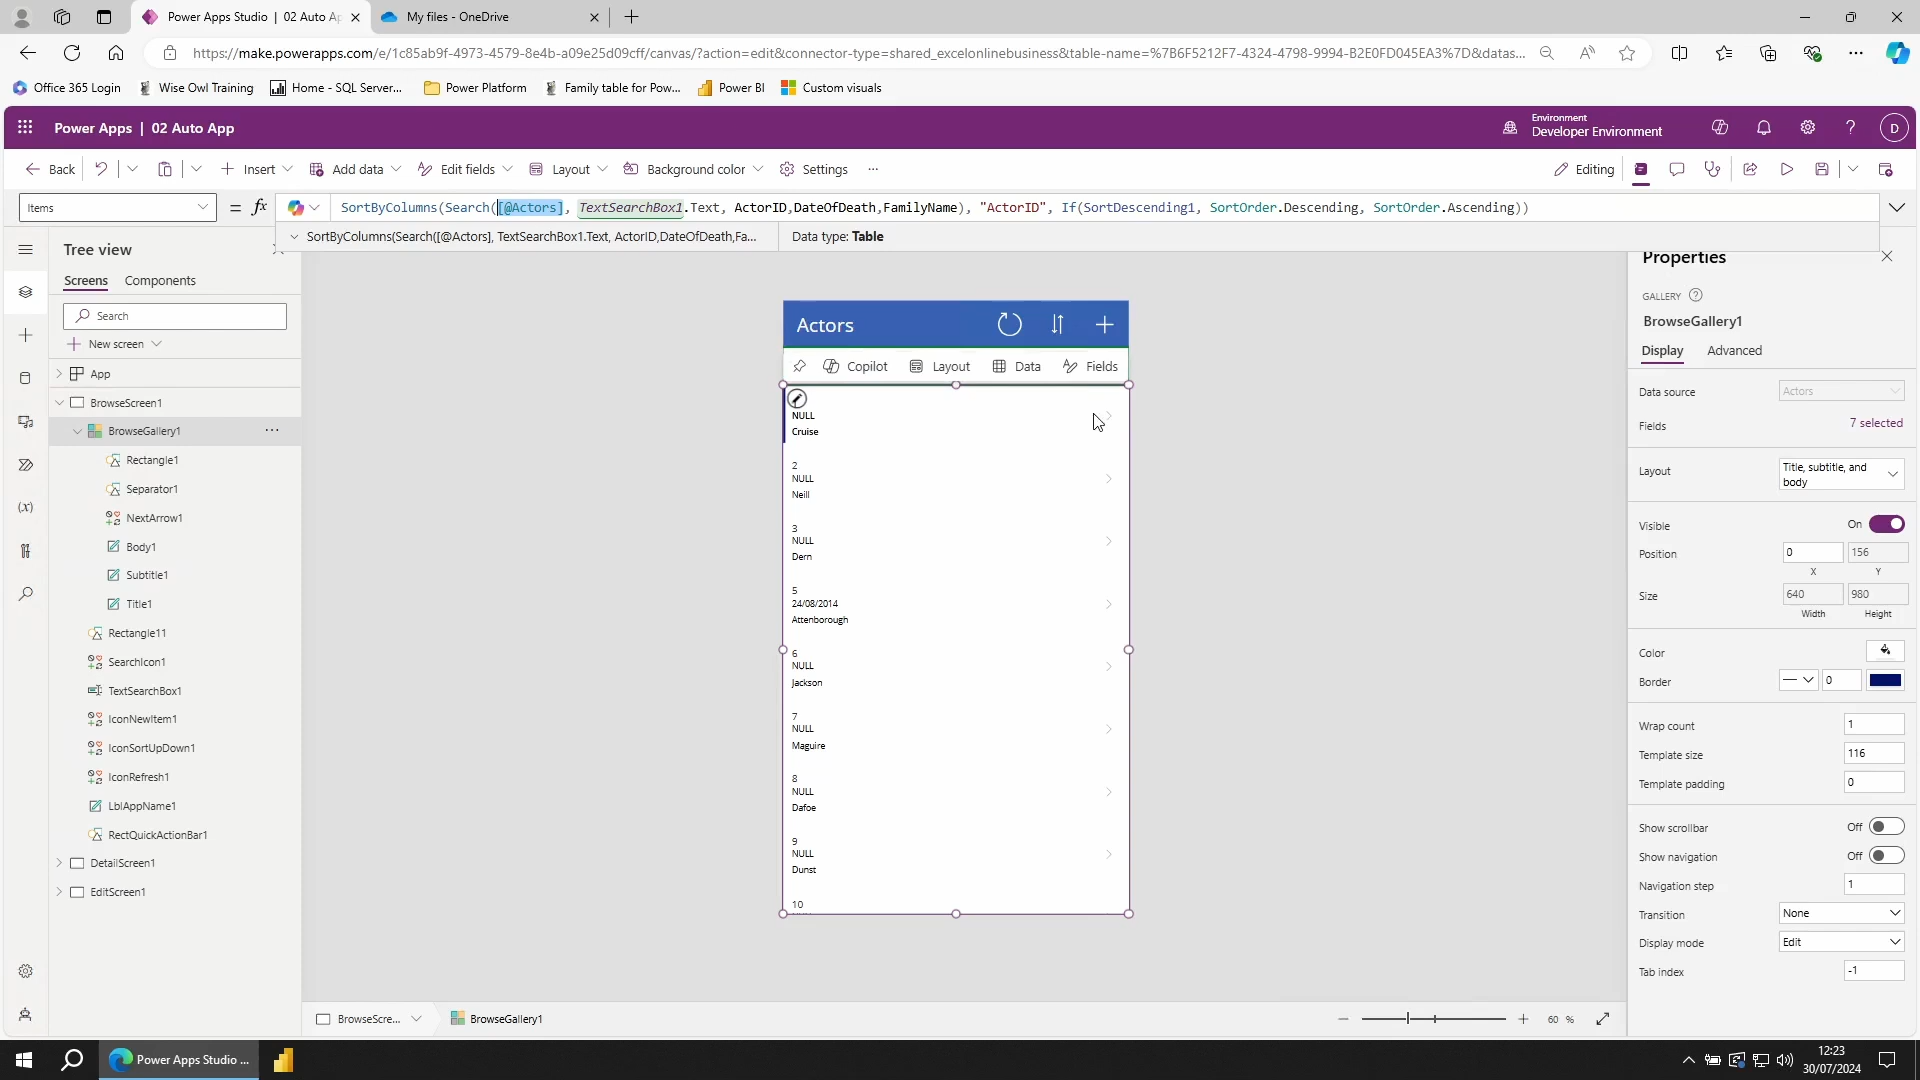 Power Apps Studio | 02 Auto Ap
My files - OneDrive
https://make.powerapps.com/e/1c85ab9f-4973-4579-8e4b-a09e25d09cff/canvas/?action=edit&connector-type=shared_excelonlinebusiness&table-name=%7B6F5212F7-4324-4798-9994-B2E0FD045EA3%7D&datas...
Office 365 Login
Wise Owl Training
Home - SQL Server...
Power Platform
Family table for Pow...
Power BI
Custom visuals
Power Apps | 02 Auto App
Environment
Developer Environment
D
Back
Insert
Add data
Edit fields
Layout
Background color
Settings
Editing
Items
= fx
SortByColumns(Search([@Actors], TextSearchBox1.Text, ActorID,DateOfDeath,FamilyName), "ActorID", If(SortDescending1, SortOrder.Descending, SortOrder.Ascending))
SortByColumns(Search([@Actors], TextSearchBox1.Text, ActorID,DateOfDeath,Fa...
Data type: Table
Tree view
Screens
Components
Search
New screen
App
BrowseScreen1
BrowseGallery1
Rectangle1
Separator1
NextArrow1
Body1
Subtitle1
Title1
Rectangle11
SearchIcon1
TextSearchBox1
IconNewItem1
IconSortUpDown1
IconRefresh1
LblAppName1
RectQuickActionBar1
DetailScreen1
EditScreen1
Actors
Copilot
Layout
Data
Fields
NULL
Cruise
2
NULL
Neill
3
NULL
Dern
5
24/08/2014
Attenborough
6
NULL
Jackson
7
NULL
Maguire
8
NULL
Dafoe
9
NULL
Dunst
10
BrowseScre...
BrowseGallery1
60 %
Properties
GALLERY
BrowseGallery1
Display
Advanced
Data source
Actors
Fields
7 selected
Layout
Title, subtitle, and
body
Visible
On
Position
0
156
X
Y
Size
640
980
Width
Height
Color
Border
0
Wrap count
1
Template size
116
Template padding
0
Show scrollbar
Off
Show navigation
Off
Navigation step
1
Transition
None
Display mode
Edit
Tab index
-1
Power Apps Studio ...
12:23
30/07/2024